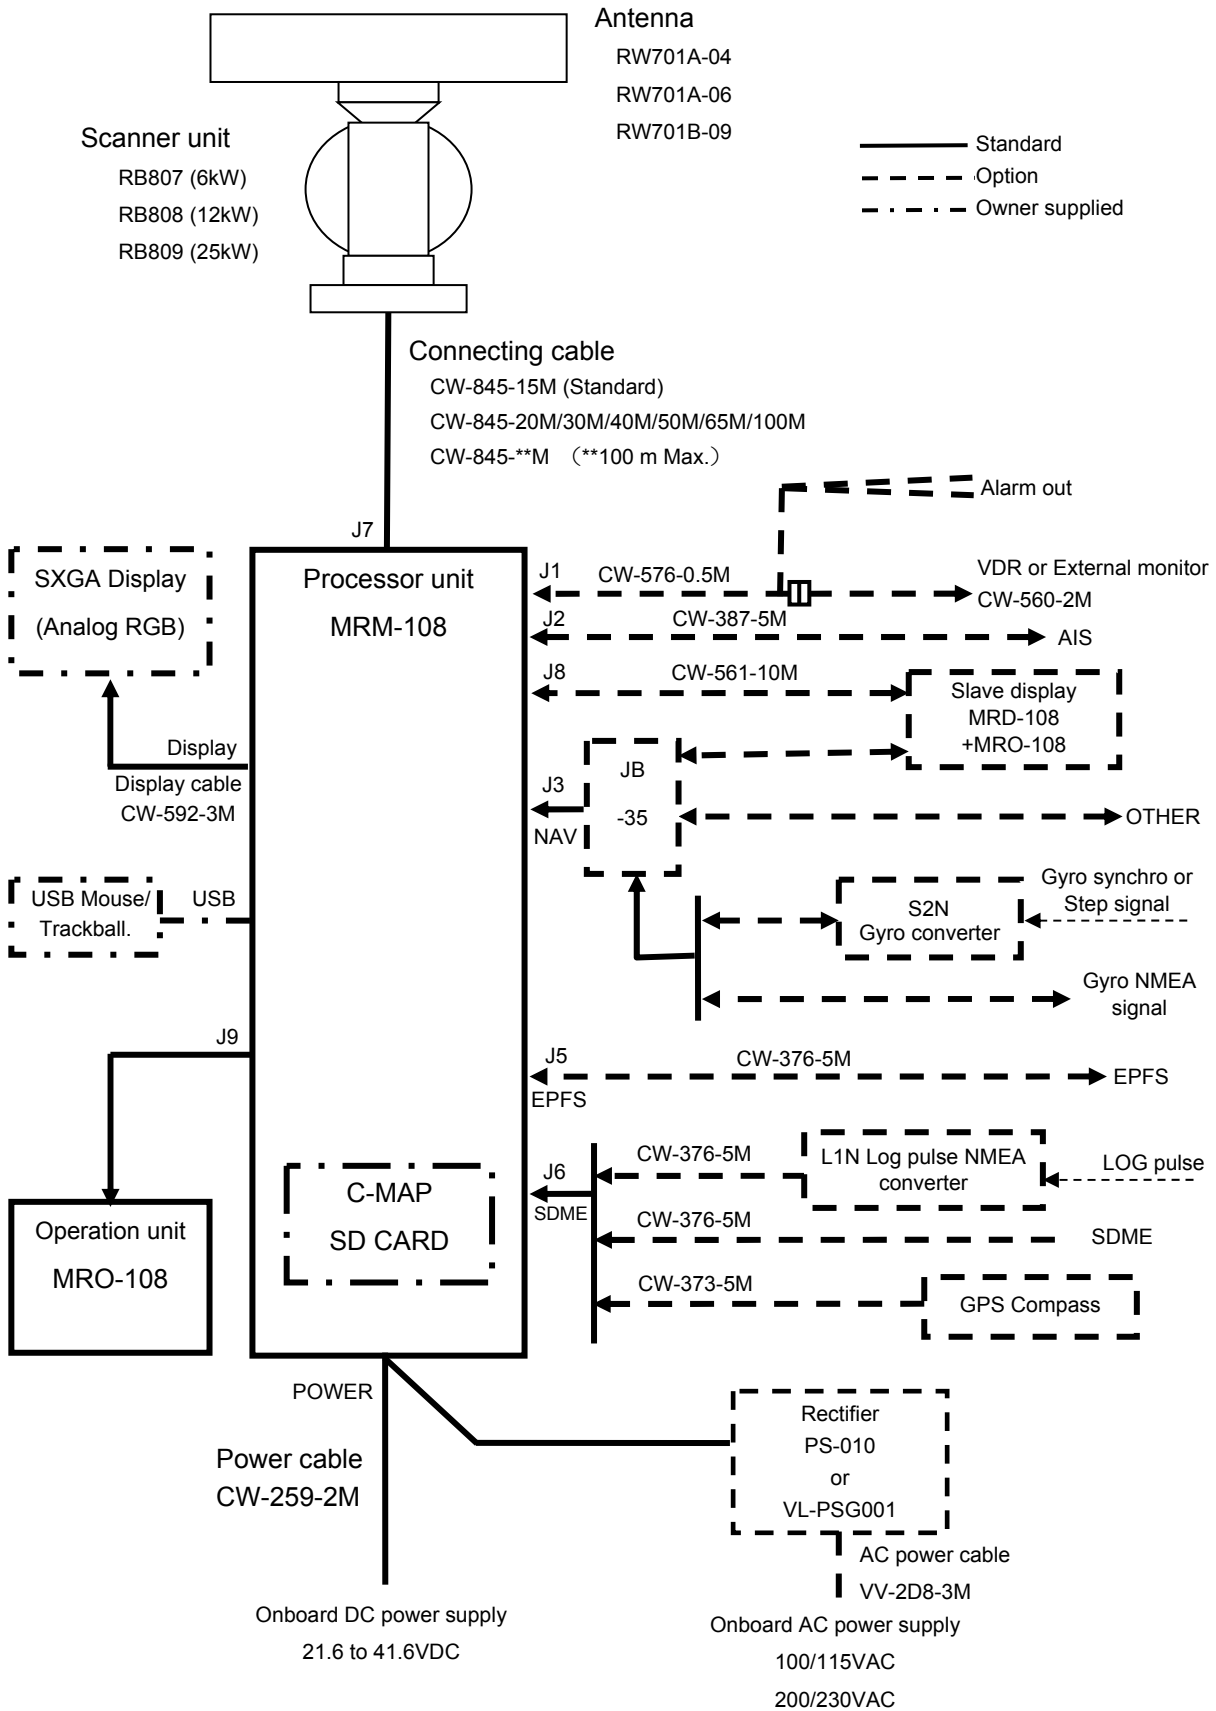 Antenna
RW701A-04
RW701A-06
RW701B-09
Scanner unit
RB807 (6kW)
RB808 (12kW)
RB809 (25kW)
Standard
Option
Owner supplied
Connecting cable
CW-845-15M (Standard)
CW-845-20M/30M/40M/50M/65M/100M
CW-845-**M （**100 m Max.）
Alarm out
J7
SXGA Display
(Analog RGB)
Processor unit
MRM-108
J1
CW-576-0.5M
VDR or External monitor
CW-560-2M
J2
CW-387-5M
AIS
J8
CW-561-10M
Slave display
MRD-108
+MRO-108
Display
Display cable
CW-592-3M
J3
NAV
JB
-35
OTHER
USB Mouse/
Trackball.
USB
S2N
Gyro converter
Gyro synchro or
Step signal
Gyro NMEA
signal
J9
J5
EPFS
CW-376-5M
EPFS
Operation unit
MRO-108
C-MAP
SD CARD
J6
SDME
CW-376-5M
L1N Log pulse NMEA
converter
LOG pulse
CW-376-5M
SDME
CW-373-5M
GPS Compass
POWER
Power cable
CW-259-2M
Rectifier
PS-010
or
VL-PSG001
AC power cable
VV-2D8-3M
Onboard DC power supply
21.6 to 41.6VDC
Onboard AC power supply
100/115VAC
200/230VAC